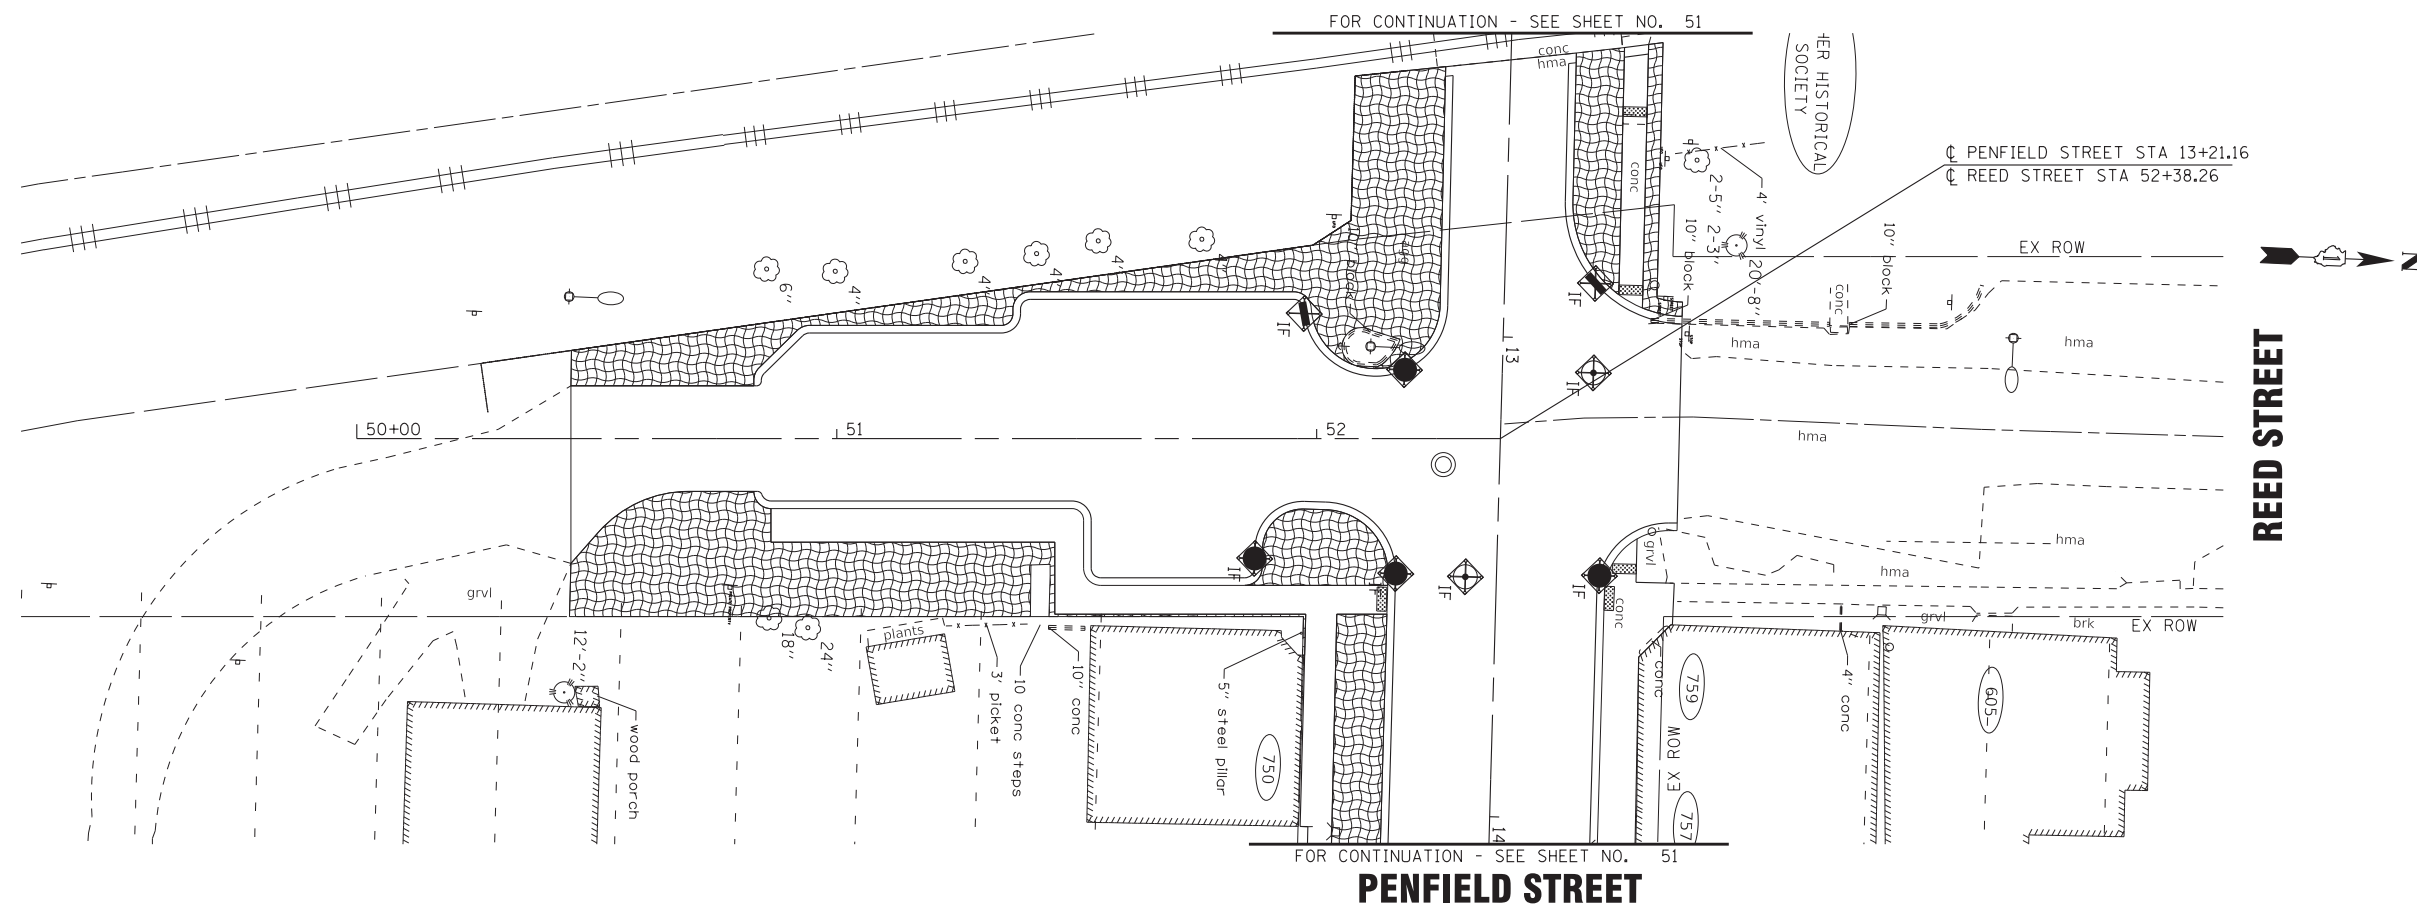 FOR CONTINUATION - SEE SHEET NO. 51
conc
hma
HER HISTORICAL
SOCIETY
℄ PENFIELD STREET STA 13+21.16
℄ REED STREET STA 52+38.26
conc
2-5"
2-3"
4' vinyl
20'-8"
10" block
10" block
conc
EX ROW
N
1
6"
4"
4"
4"
4"
4"
block
agg
IF
IF
IF
hma
hma
13
REED STREET
50+00
51
52
hma
hma
hma
grvl
IF
IF
IF
conc
grvl
grvl
brk
EX ROW
12'-2"
18"
24"
plants
3' picket
10 conc steps
10" conc
5" steel pillar
750
conc
759
EX ROW
757
4" conc
605
wood porch
14
FOR CONTINUATION - SEE SHEET NO. 51
PENFIELD STREET